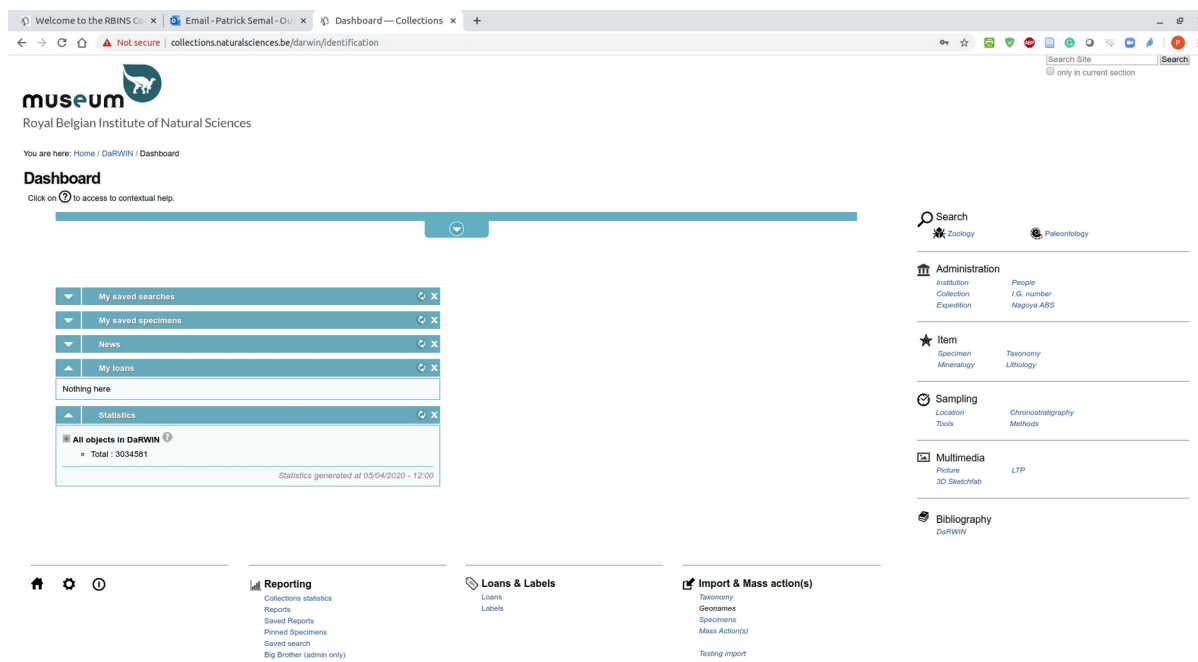 Welcome to the RBINS Co
Email - Patrick Semal - Ou
Dashboard — Collections
Not secure collections.naturalsciences.be/darwin/identification
Search Site Search
only in current section
museum
Royal Belgian Institute of Natural Sciences
You are here: Home / DaRWIN / Dashboard
Dashboard
Click on ? to access to contextual help.
My saved searches
My saved specimens
News
My loans
Nothing here
Statistics
All objects in DaRWIN
Total : 3034581
Statistics generated at 05/04/2020 - 12:00
Search
Zoology Paleontology
Administration
Institution People
Collection I.G. number
Expedition Nagoya ABS
Item
Specimen Taxonomy
Mineralogy Lithology
Sampling
Location Chronostratigraphy
Tools Methods
Multimedia
Picture LTP
3D Sketchfab
Bibliography
DaRWIN
Reporting
Collections statistics
Reports
Saved Reports
Pinned Specimens
Saved search
Big Brother (admin only)
Loans & Labels
Loans
Labels
Import & Mass action(s)
Taxonomy
Geonames
Specimens
Mass Action(s)
Testing import